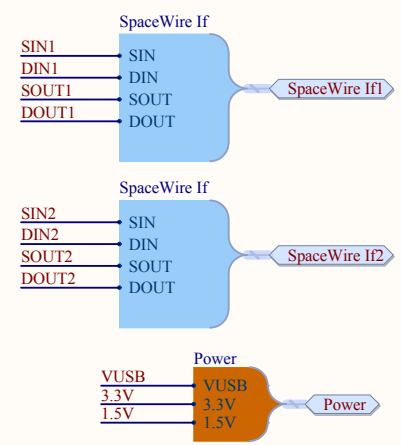 SpaceWire If
SIN1 SIN
DIN1 DIN
SpaceWire If1
SOUT1 SOUT
DOUT1 DOUT
SpaceWire If
SIN2 SIN
DIN2 DIN
SpaceWire If2
SOUT2 SOUT
DOUT2 DOUT
Power
VUSB VUSB
3.3V 3.3V Power
1.5V 1.5V